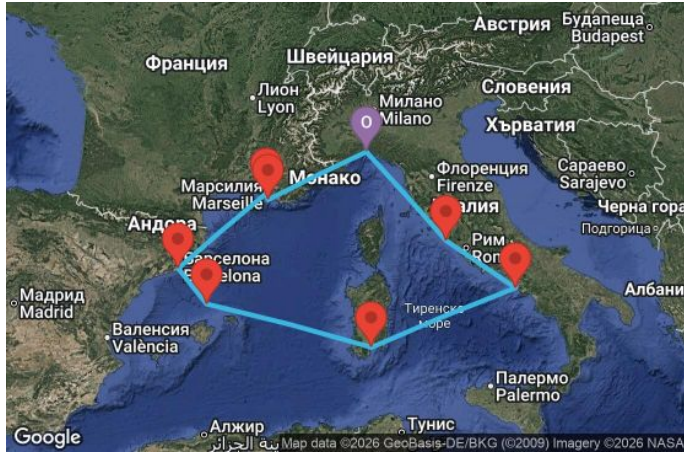 Австрия
Будапеща
Budapest
ФРАНЦИЯ
Швейцария
Словения
Лион
Lyon
О
Милано
Milano
Хърватия
Марсилия
Marseille
Монако
Флоренция
Firenze
Сараево
Sarajevo
Андора
Черна гора
Подгорица
Барселона
Рим
Мадрид
Madrid
Валенсия
València
Тиренско
море
Албани
Палермо
Palermo
Алжир
Тунис
Google
Map data ©2026 GeoBasis-DE/BKG (©2009) Imagery ©2026 NASA